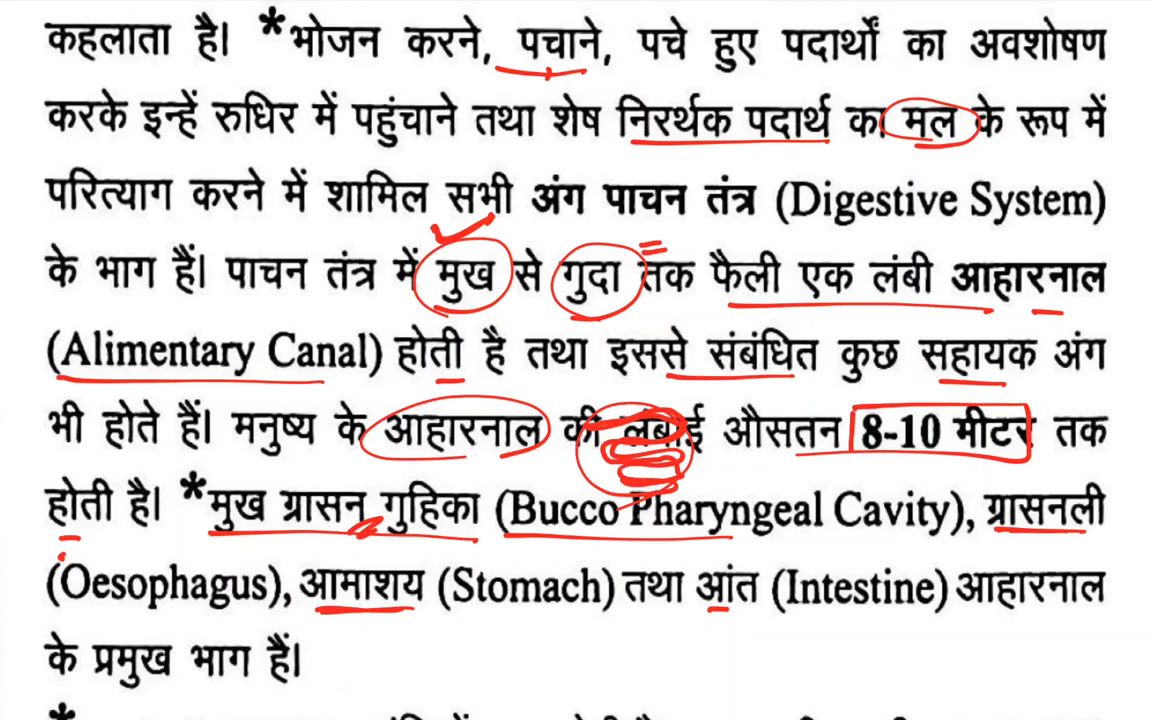 कहलाता है। *भोजन करने, पचाने, पचे हुए पदार्थों का अवशोषण
करके इन्हें रुधिर में पहुंचाने तथा शेष निरर्थक पदार्थ का मल के रूप में
परित्याग करने में शामिल सभी अंग पाचन तंत्र (Digestive System)
के भाग हैं। पाचन तंत्र में मुख से गुदा तक फैली एक लंबी आहारनाल
(Alimentary Canal) होती है तथा इससे संबंधित कुछ सहायक अंग
भी होते हैं। मनुष्य के आहारनाल की लंबाई औसतन 8-10 मीटर तक
होती है। *मुख ग्रासन गुहिका (Bucco Pharyngeal Cavity), ग्रासनली
(Oesophagus), आमाशय (Stomach) तथा आंत (Intestine) आहारनाल
के प्रमुख भाग हैं।